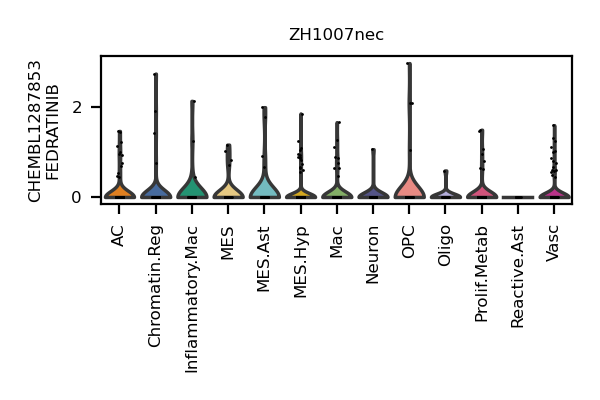 ZH1007nec
CHEMBL1287853
FEDRATINIB
2
0
AC
Chromatin.Reg
Inflammatory.Mac
MES
MES.Ast
MES.Hyp
Mac
Neuron
OPC
Oligo
Prolif.Metab
Reactive.Ast
Vasc